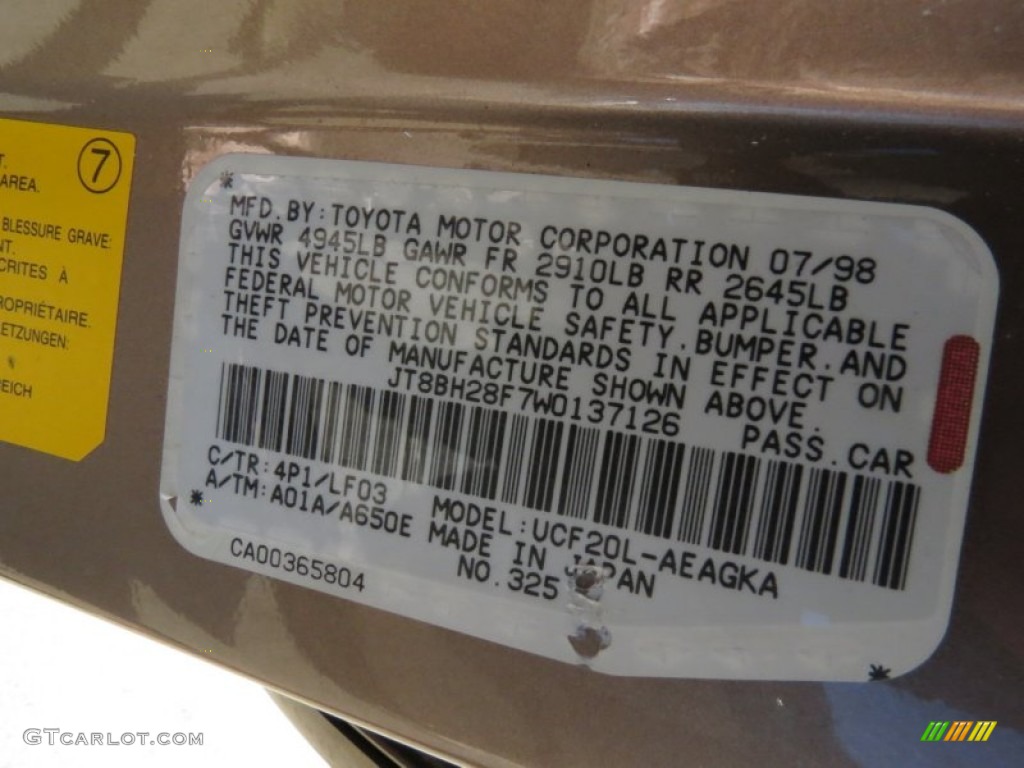 7
T.
AREA.
BLESSURE GRAVE:
NT.
CRITES À
OPRIÉTAIRE.
LETZUNGEN:
REICH
MFD. BY: TOYOTA MOTOR CORPORATION 07/98
GVWR 4945LB GAWR FR 2910LB RR 2645LB
THIS VEHICLE CONFORMS TO ALL APPLICABLE
FEDERAL MOTOR VEHICLE SAFETY, BUMPER, AND
THEFT PREVENTION STANDARDS IN EFFECT ON
THE DATE OF MANUFACTURE SHOWN ABOVE.
JT8BH28F7W0137126 PASS. CAR
C/TR: 4P1/LF03 MODEL: UCF20L-AEAGKA
A/TM: A01A/A650E MADE IN JAPAN
NO. 325
CA00365804
GTCARLOT.COM